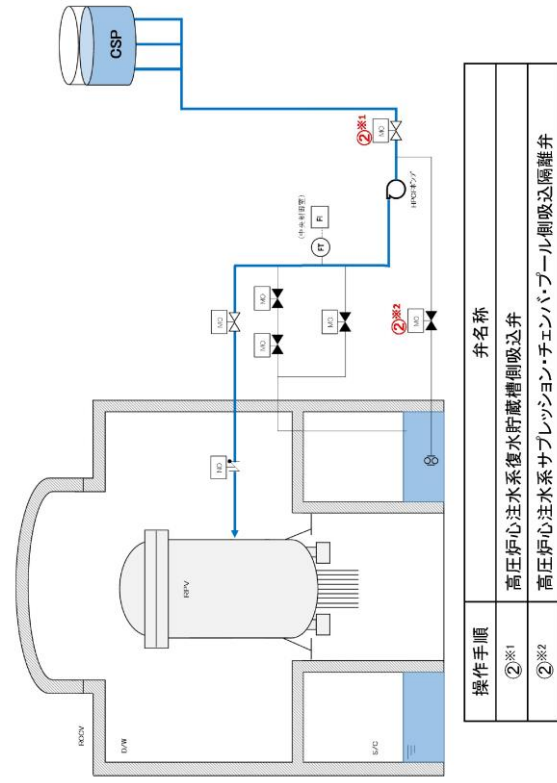 CSP
②※1
MO
HPCFポンプ
(中央制御室)
FI
FT
MO
MO
MO
MO
②※2
MO
NO
RPV
RCCV
D/W
S/C
操作手順 弁名称
②※1 高圧炉心注水系復水貯蔵槽側吸込弁
②※2 高圧炉心注水系サプレッション・チェンバ・プール側吸込隔離弁